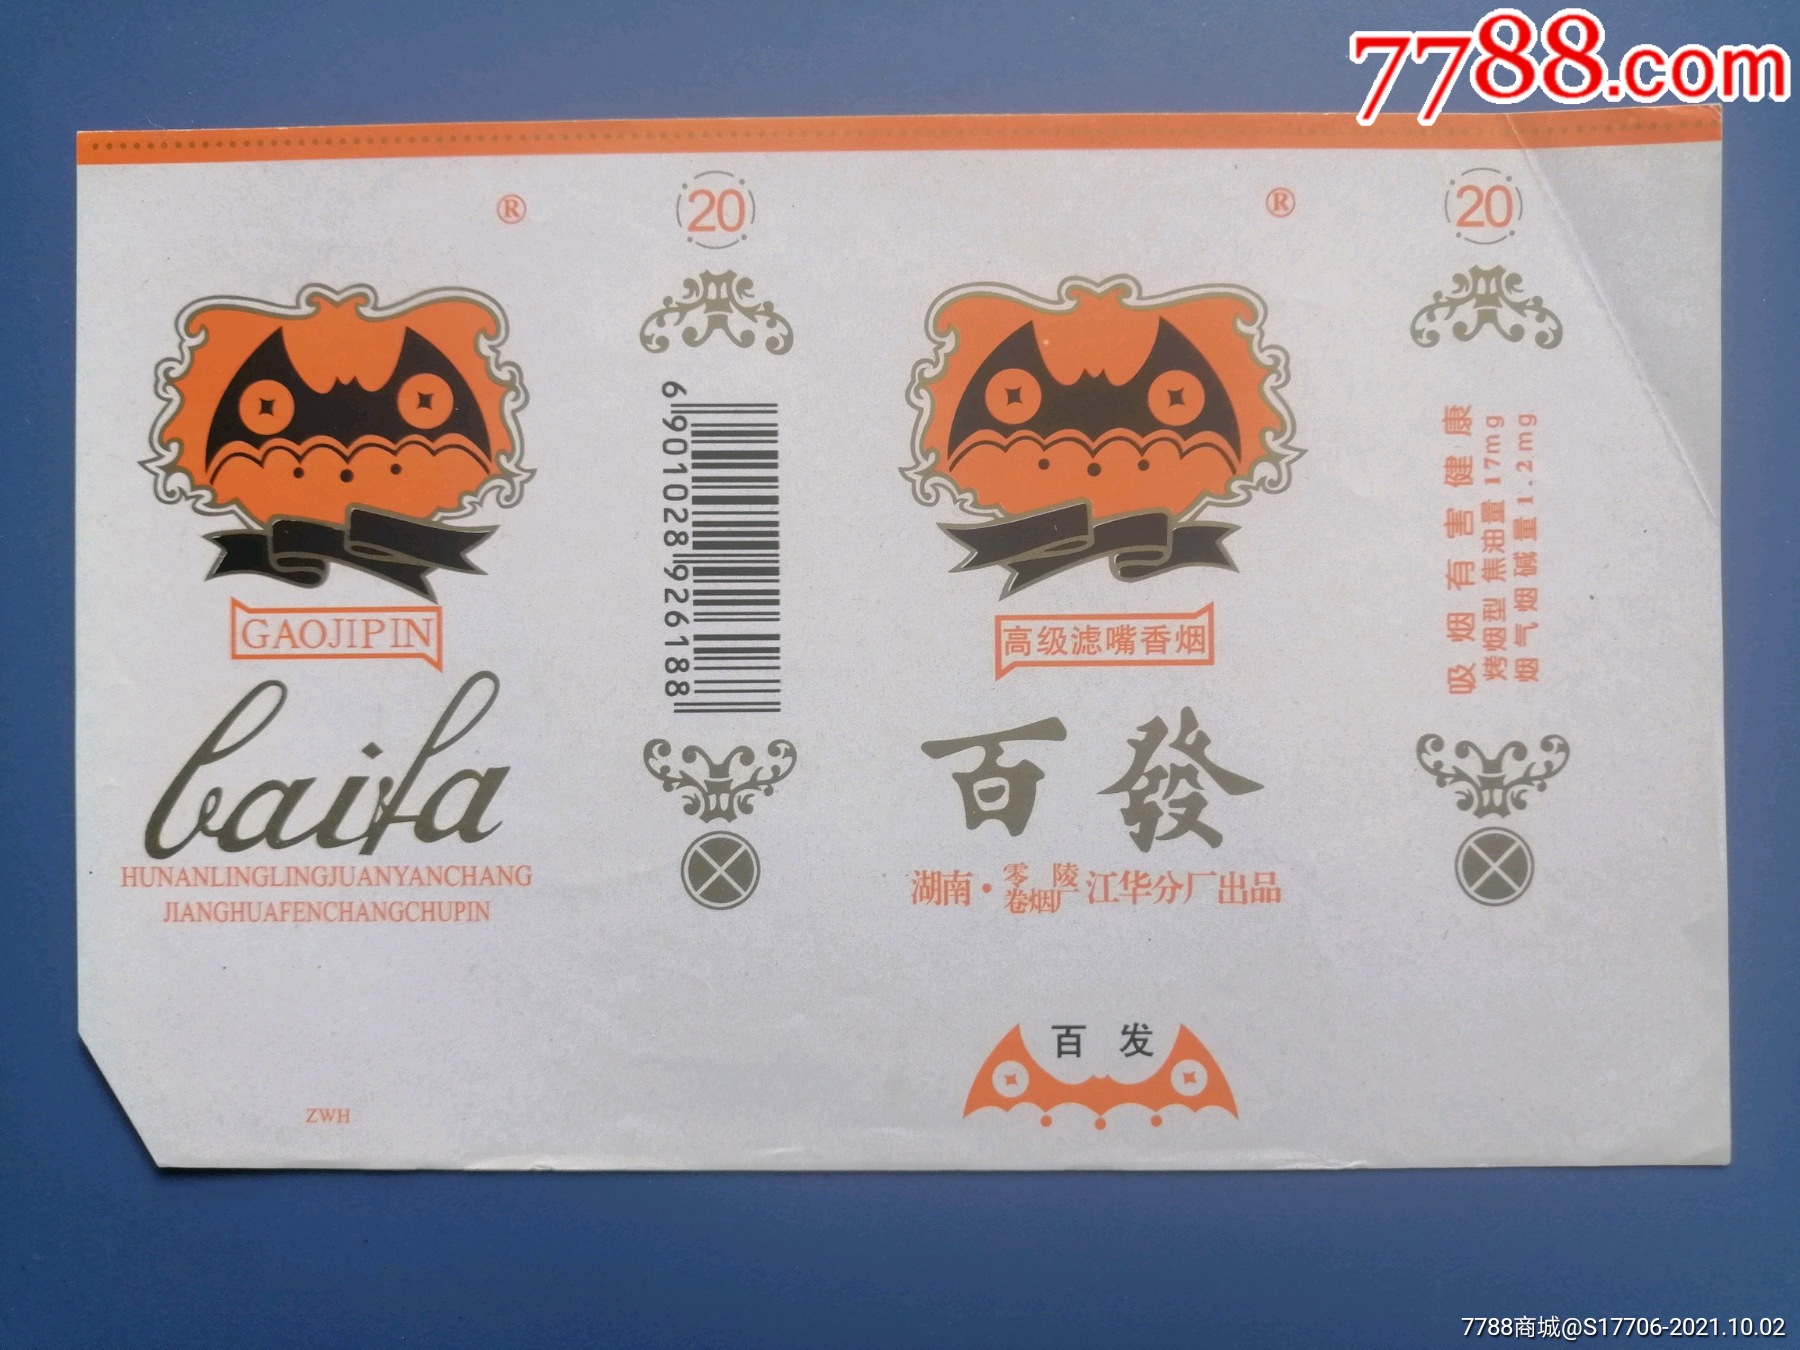 7788.com
®
20
®
20
6901028926188
吸烟有害健康
烤烟型 焦油量17mg
烟气烟碱量1.2mg
GAOJIPIN
高级滤嘴香烟
baifa
百發
HUNANLINGLINGJUANYANCHANG
JIANGHUAFENCHANGCHUPIN
湖南·零陵卷烟厂江华分厂出品
百发
ZWH
7788商城@S17706-2021.10.02